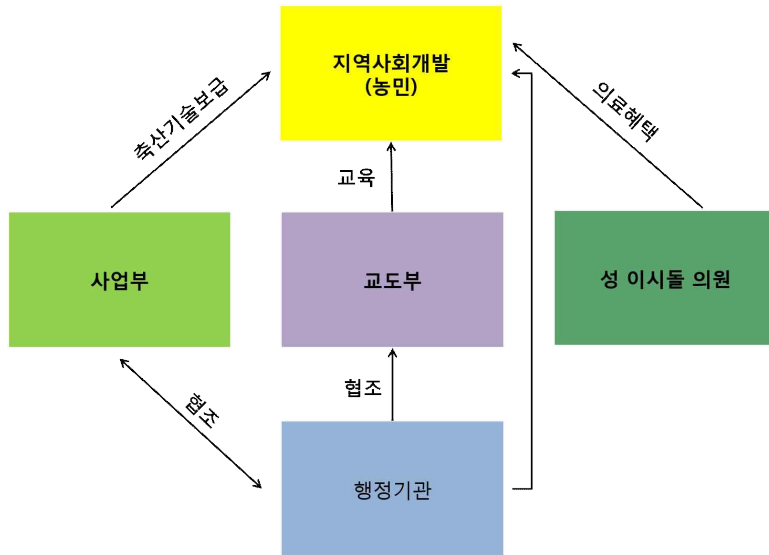 지역사회개발
(농민)
축산기술보급
의료혜택
교육
사업부
교도부
성 이시돌 의원
협조
협조
행정기관